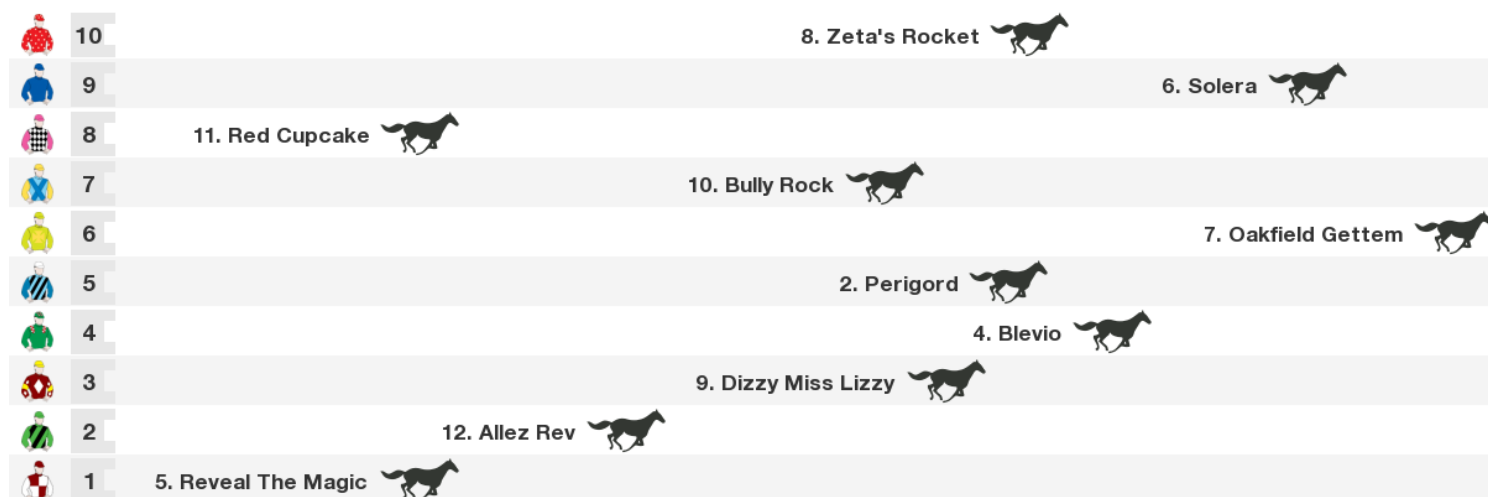 10 8. Zeta's Rocket
9 6. Solera
8 11. Red Cupcake
7 10. Bully Rock
6 7. Oakfield Gettem
5 2. Perigord
4 4. Blevio
3 9. Dizzy Miss Lizzy
2 12. Allez Rev
1 5. Reveal The Magic